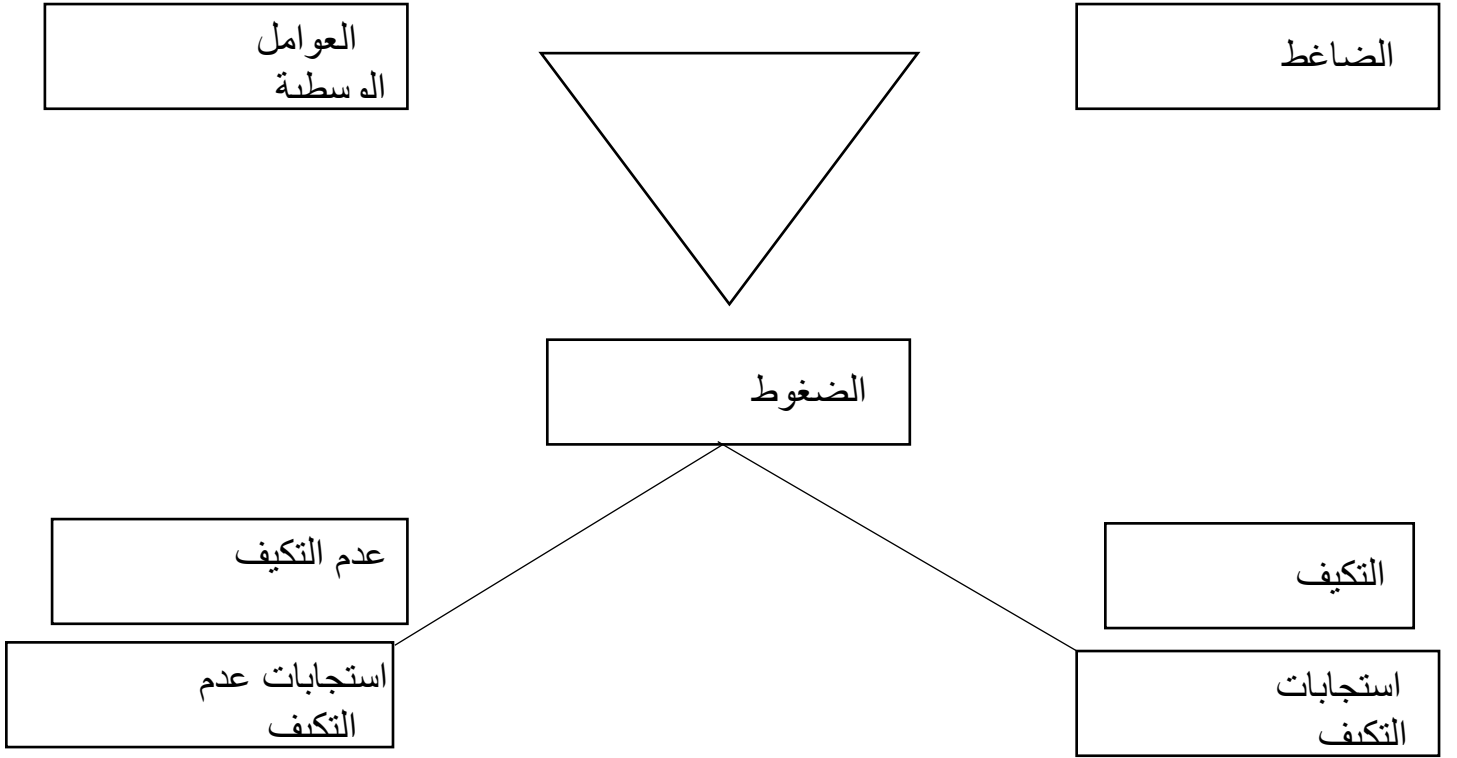 الضاغط
العوامل
الوسطية
الضغوط
التكيف
عدم التكيف
استجابات
التكيف
استجابات عدم
التكيف